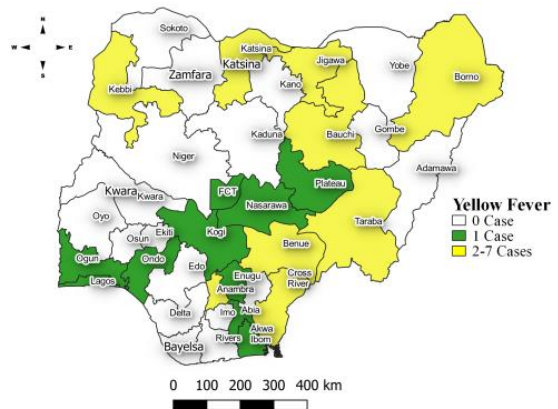 N
W E
S
Sokoto
Katsina
Zamfara
Katsina
Jigawa
Yobe
Borno
Kebbi
Kano
Kaduna
Bauchi
Gombe
Niger
Adamawa
FCT
Plateau
Kwara
Kwara
Nasarawa
Taraba
Oyo
Osun
Ekiti
Kogi
Benue
Ogun
Ondo
Edo
Enugu
Cross
River
Lagos
Anambra
Delta
Imo
Abia
Akwa
Ibom
Bayelsa
Rivers
Yellow Fever
0 Case
1 Case
2-7 Cases
0 100 200 300 400 km